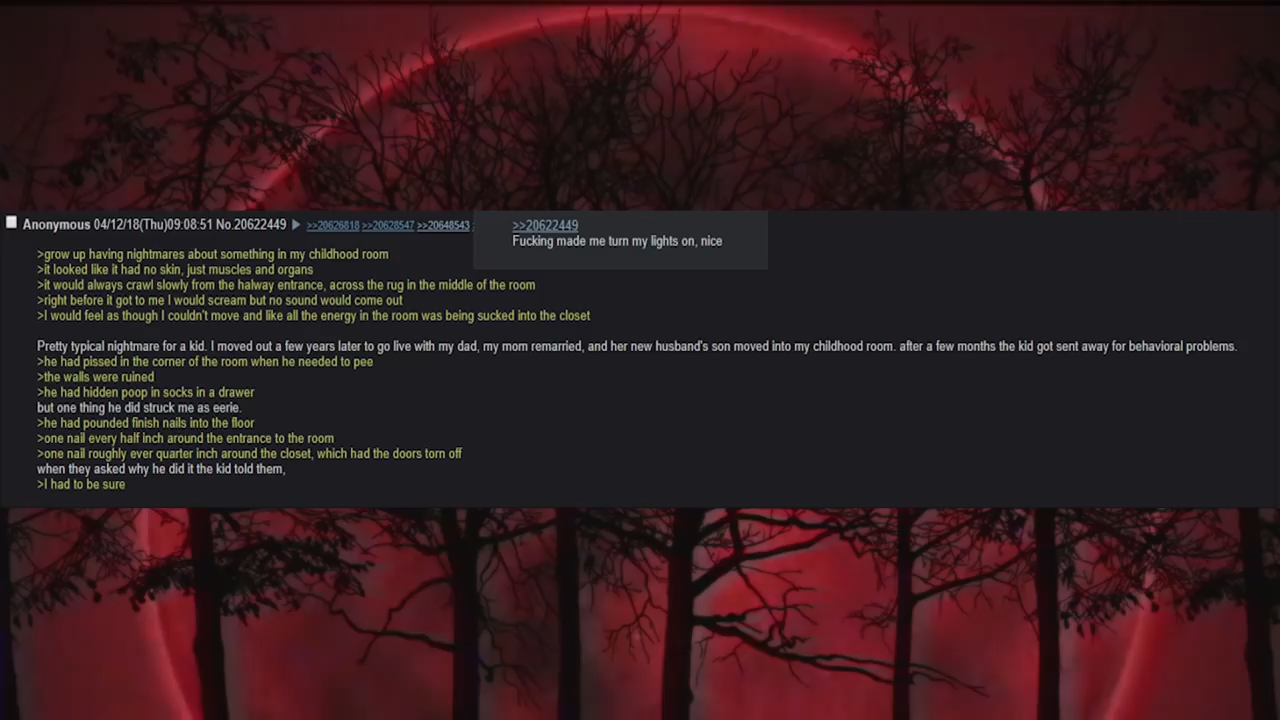 Anonymous 04/12/18(Thu)09:08:51 No.20622449 ▶ >>20626818 >>20628547 >>20648543
>>20622449
Fucking made me turn my lights on, nice
>grow up having nightmares about something in my childhood room
>it looked like it had no skin, just muscles and organs
>it would always crawl slowly from the halway entrance, across the rug in the middle of the room
>right before it got to me I would scream but no sound would come out
>I would feel as though I couldn't move and like all the energy in the room was being sucked into the closet
Pretty typical nightmare for a kid. I moved out a few years later to go live with my dad, my mom remarried, and her new husband's son moved into my childhood room. after a few months the kid got sent away for behavioral problems.
>he had pissed in the corner of the room when he needed to pee
>the walls were ruined
>he had hidden poop in socks in a drawer
but one thing he did struck me as eerie.
>he had pounded finish nails into the floor
>one nail every half inch around the entrance to the room
>one nail roughly ever quarter inch around the closet, which had the doors torn off
when they asked why he did it the kid told them,
>I had to be sure